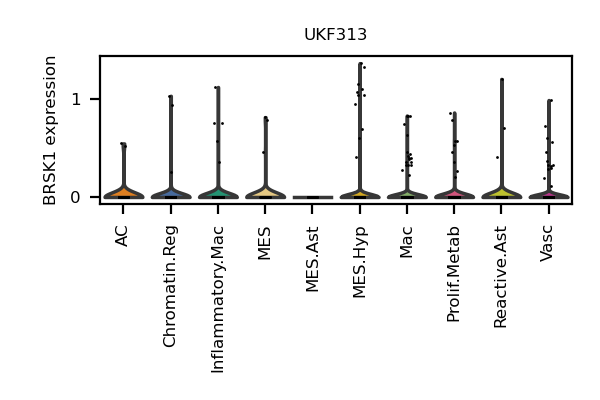 UKF313
BRSK1 expression
1
0
AC
Chromatin.Reg
Inflammatory.Mac
MES
MES.Ast
MES.Hyp
Mac
Prolif.Metab
Reactive.Ast
Vasc